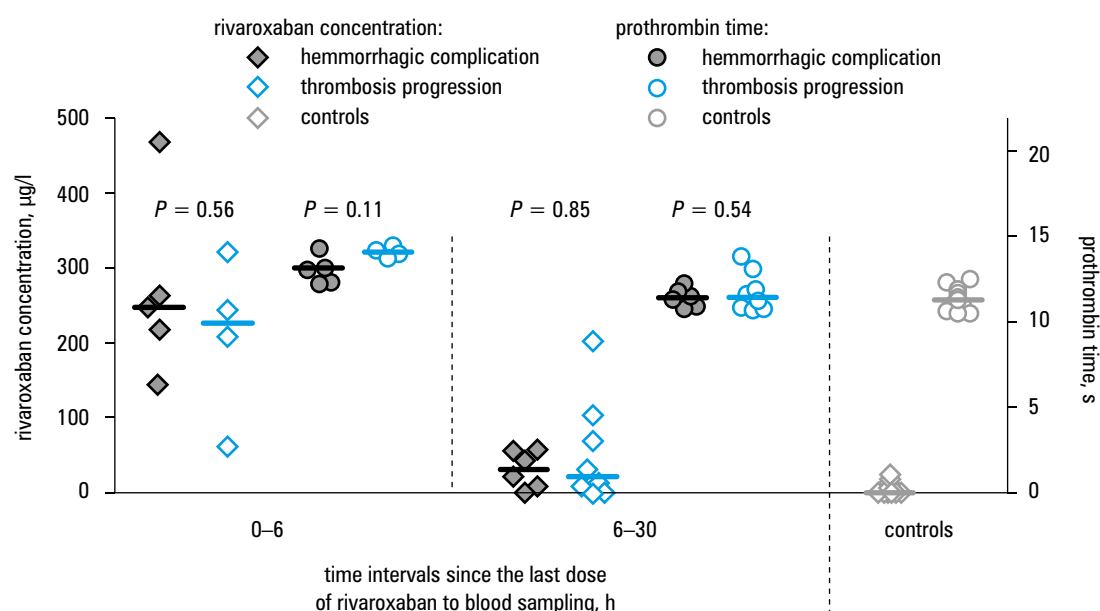 rivaroxaban concentration:
hemmorrhagic complication
thrombosis progression
controls
prothrombin time:
hemmorrhagic complication
thrombosis progression
controls
rivaroxaban concentration, µg/l
500
400
300
200
100
0
P = 0.56
P = 0.11
P = 0.85
P = 0.54
20
15
10
5
0
prothrombin time, s
0–6
6–30
controls
time intervals since the last dose
of rivaroxaban to blood sampling, h